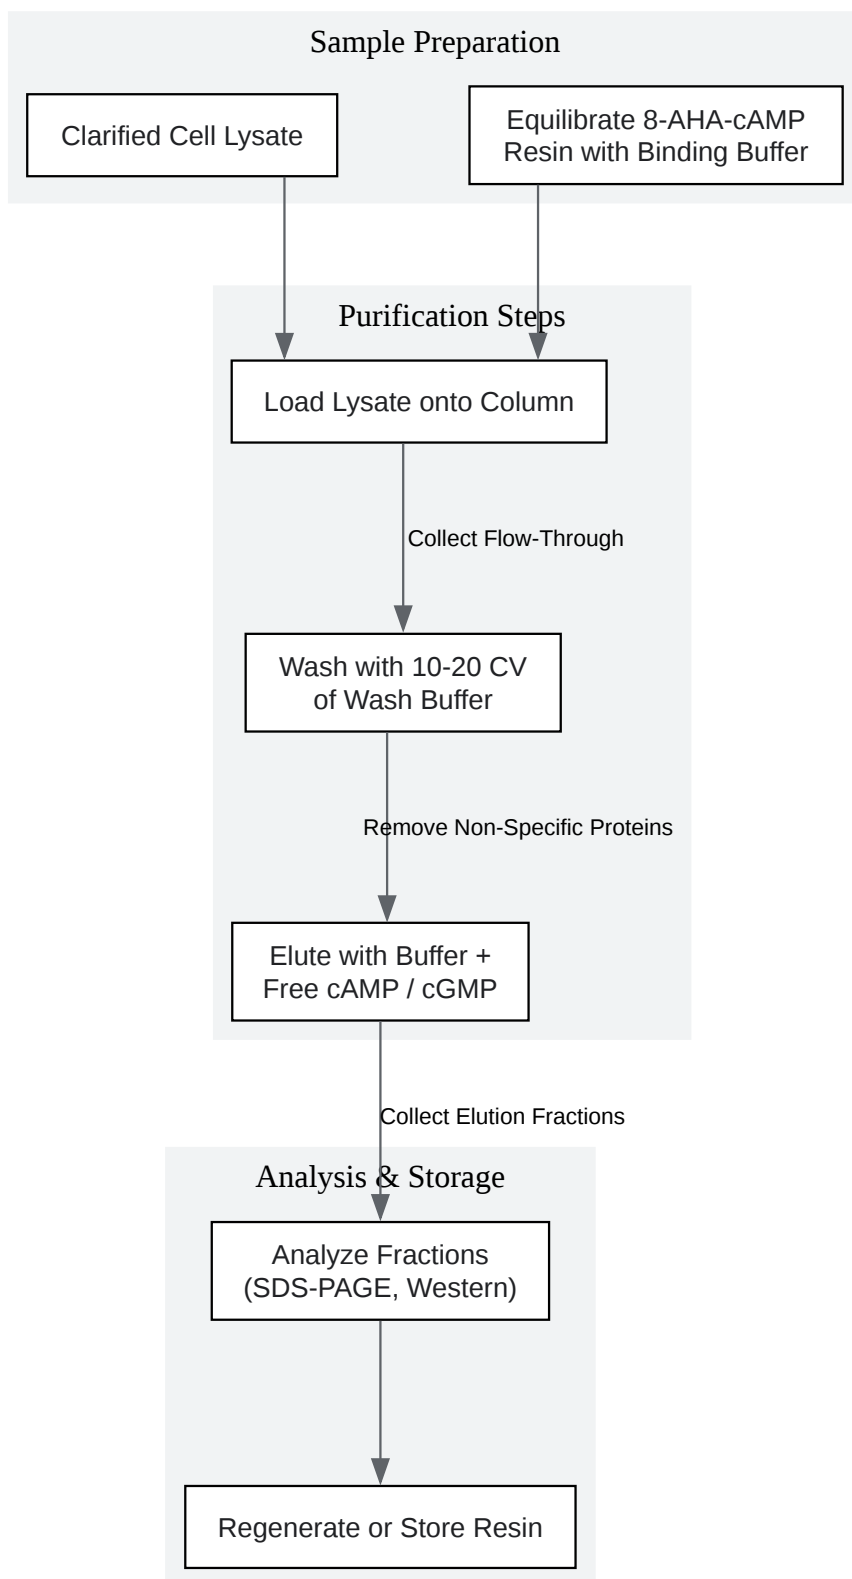 Sample Preparation
Clarified Cell Lysate
Equilibrate 8-AHA-cAMP
Resin with Binding Buffer
Purification Steps
Load Lysate onto Column
Collect Flow-Through
Wash with 10-20 CV
of Wash Buffer
Remove Non-Specific Proteins
Elute with Buffer +
Free cAMP / cGMP
Collect Elution Fractions
Analysis & Storage
Analyze Fractions
(SDS-PAGE, Western)
Regenerate or Store Resin